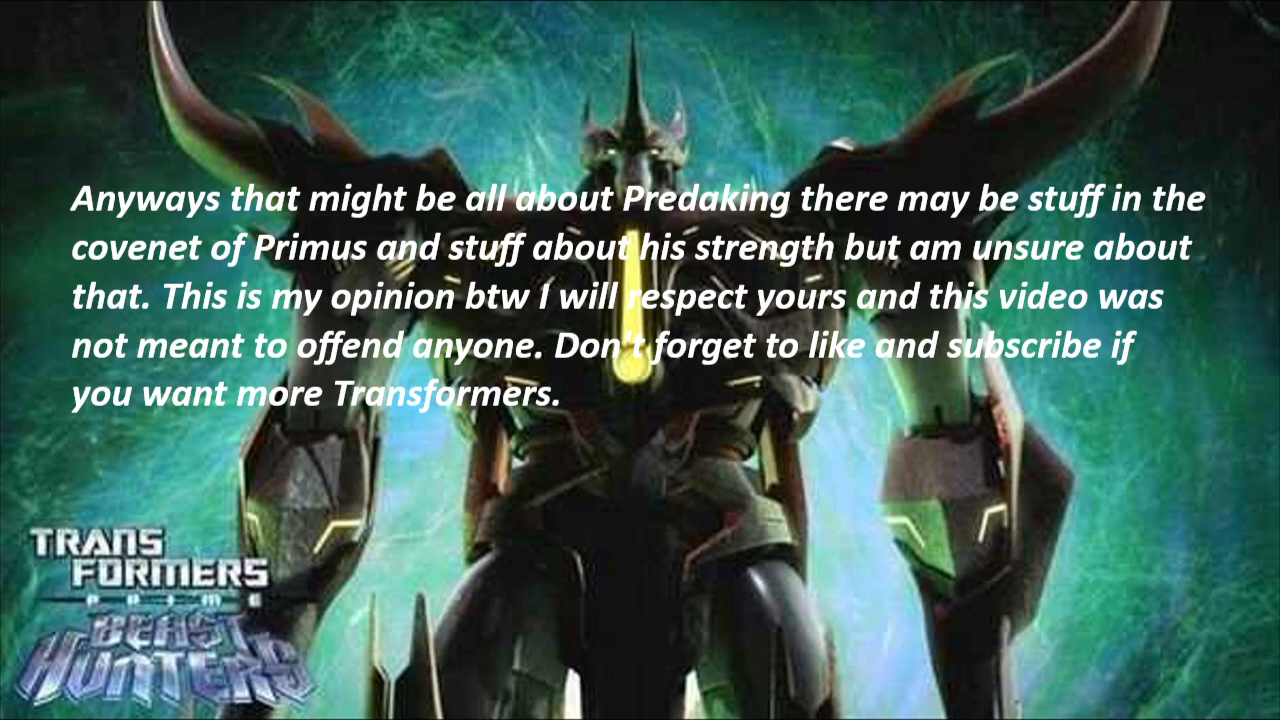 Anyways that might be all about Predaking there may be stuff in the
covenet of Primus and stuff about his strength but am unsure about
that. This is my opinion btw I will respect yours and this video was
not meant to offend anyone. Don't forget to like and subscribe if
you want more Transformers.
TRANS
FORMERS
PRIME
BEAST
HUNTERS